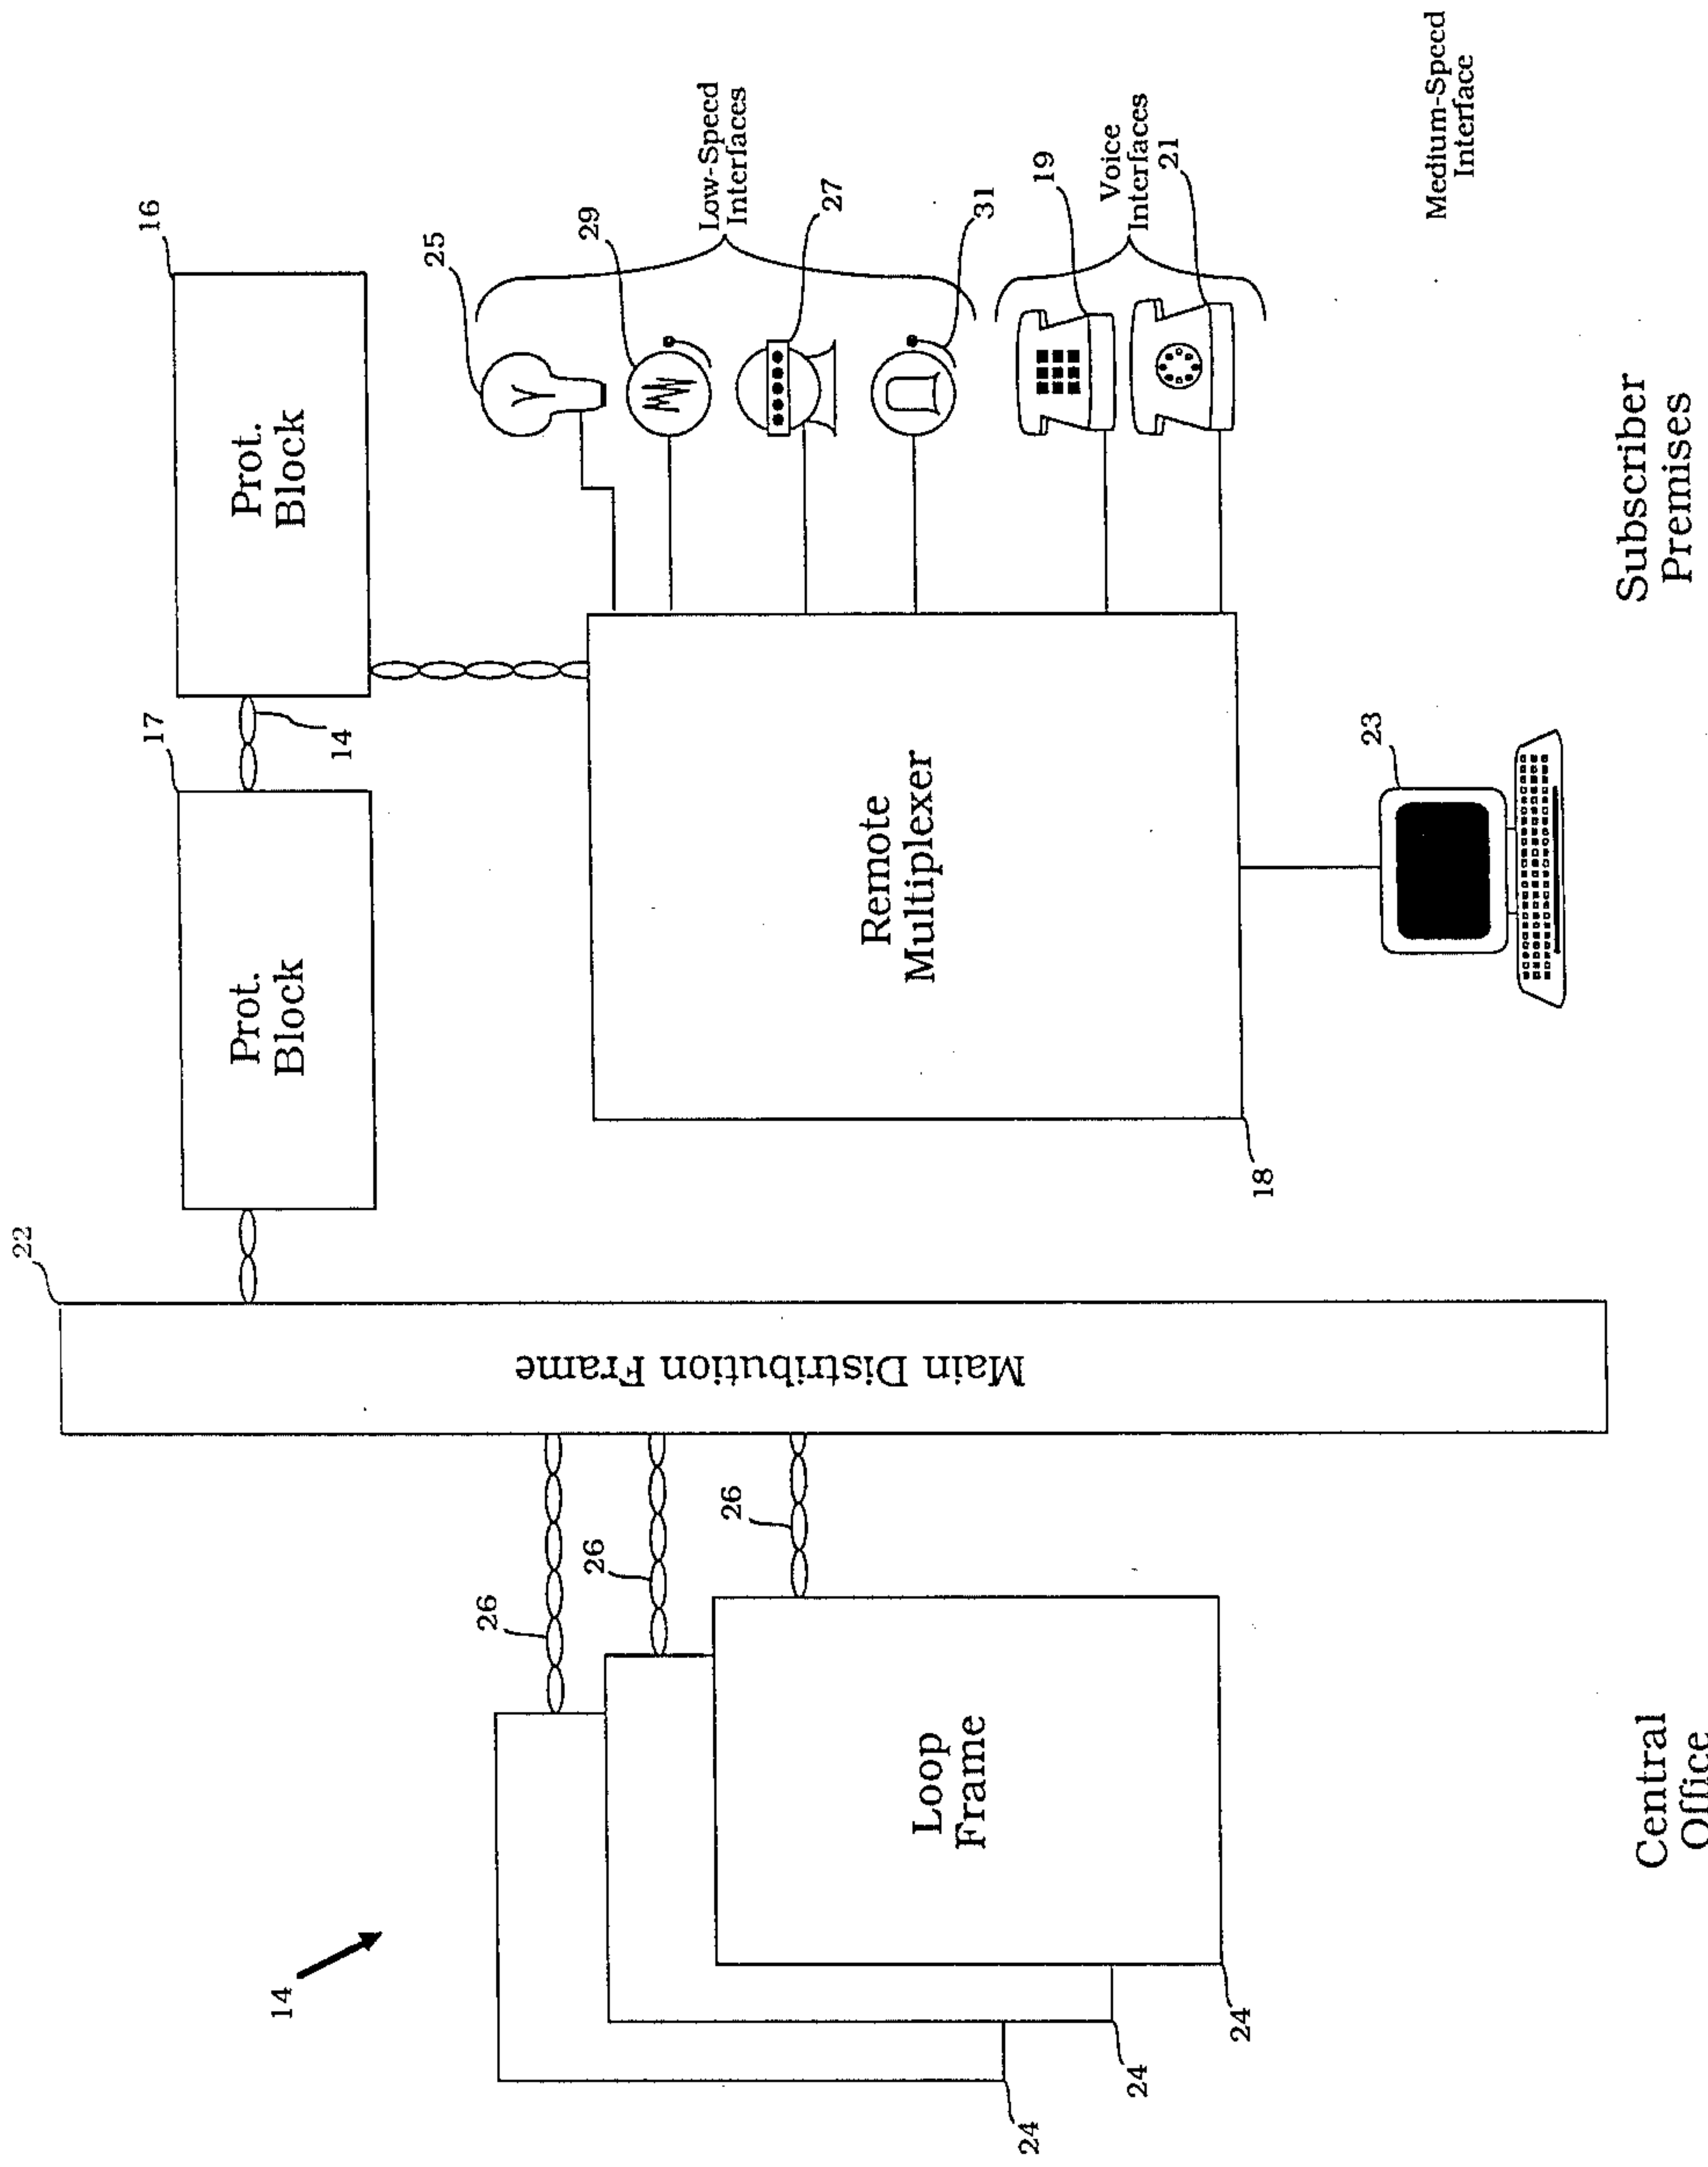 22
17
Prot.
Block
14
16
Prot.
Block
25
29
27
31
Low-Speed
Interfaces
19
Voice
Interfaces
21
Medium-Speed
Interface
14
26
26
26
Main Distribution Frame
Loop
Frame
24
24
24
Remote
Multiplexer
18
23
Central
Office
Subscriber
Premises